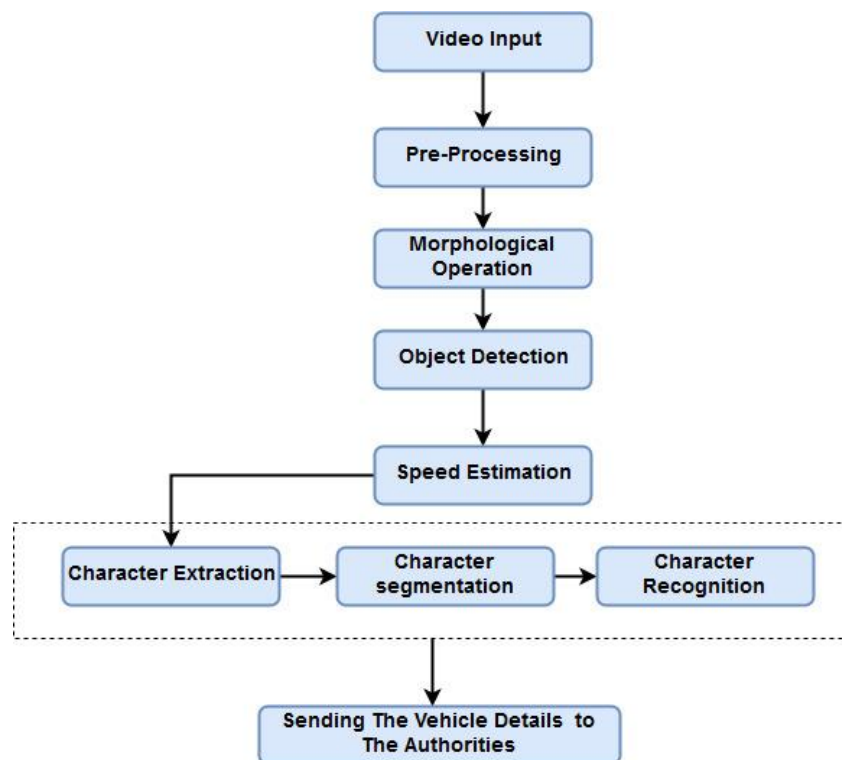 Video Input
Pre-Processing
Morphological
Operation
Object Detection
Speed Estimation
Character Extraction
Character
segmentation
Character
Recognition
Sending The Vehicle Details to
The Authorities